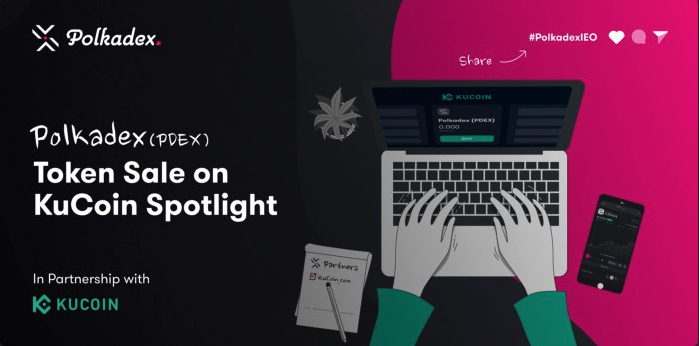 Polkadex.
#PolkadexIEO
Share
KUCOIN
Polkadex (PDEX)
0.000
Polkadex (PDEX)
Token Sale on
KuCoin Spotlight
Partners
KuCoin.com
In Partnership with
KUCOIN